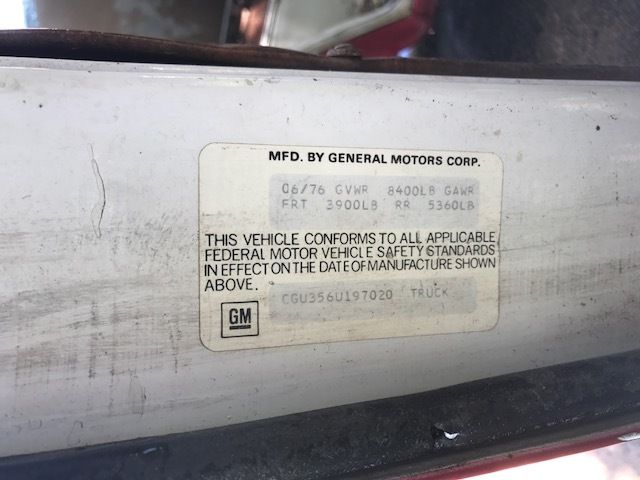 MFD. BY GENERAL MOTORS CORP.
06/76 GVWR 8400LB GAWR
FRT 3900LB RR 5360LB
THIS VEHICLE CONFORMS TO ALL APPLICABLE
FEDERAL MOTOR VEHICLE SAFETY STANDARDS
IN EFFECT ON THE DATE OF MANUFACTURE SHOWN
ABOVE.
CGU356U197020 TRUCK
GM